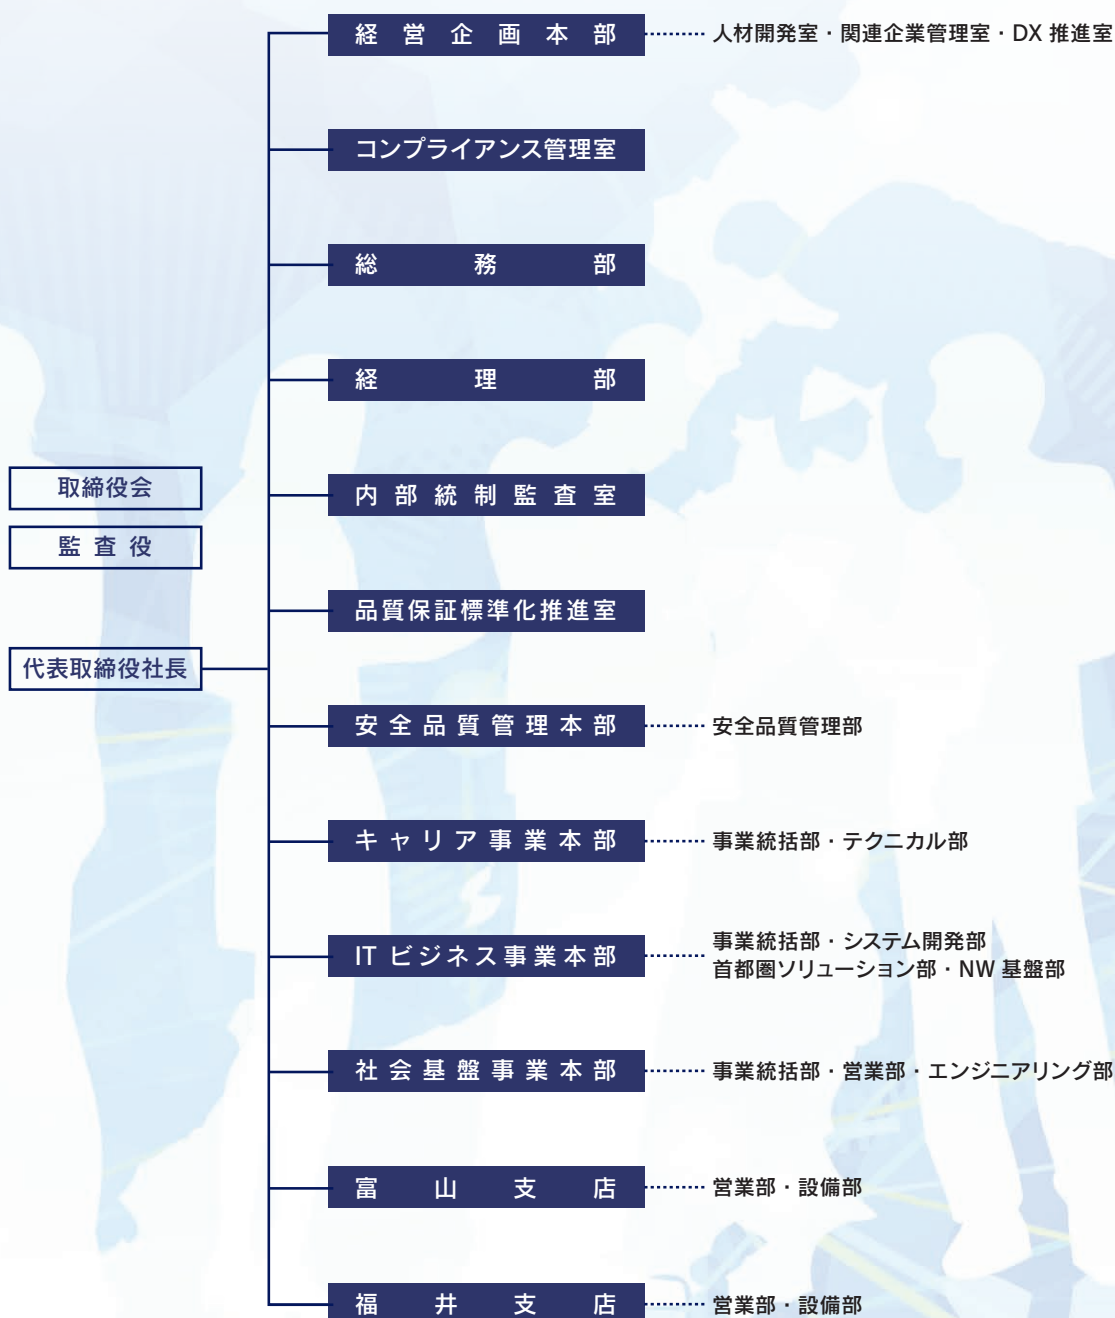 経営企画本部
人材開発室・関連企業管理室・DX 推進室
コンプライアンス管理室
総務部
経理部
取締役会
監査役
代表取締役社長
内部統制監査室
品質保証標準化推進室
安全品質管理本部
安全品質管理部
キャリア事業本部
事業統括部・テクニカル部
IT ビジネス事業本部
事業統括部・システム開発部
首都圏ソリューション部・NW 基盤部
社会基盤事業本部
事業統括部・営業部・エンジニアリング部
富山支店
営業部・設備部
福井支店
営業部・設備部